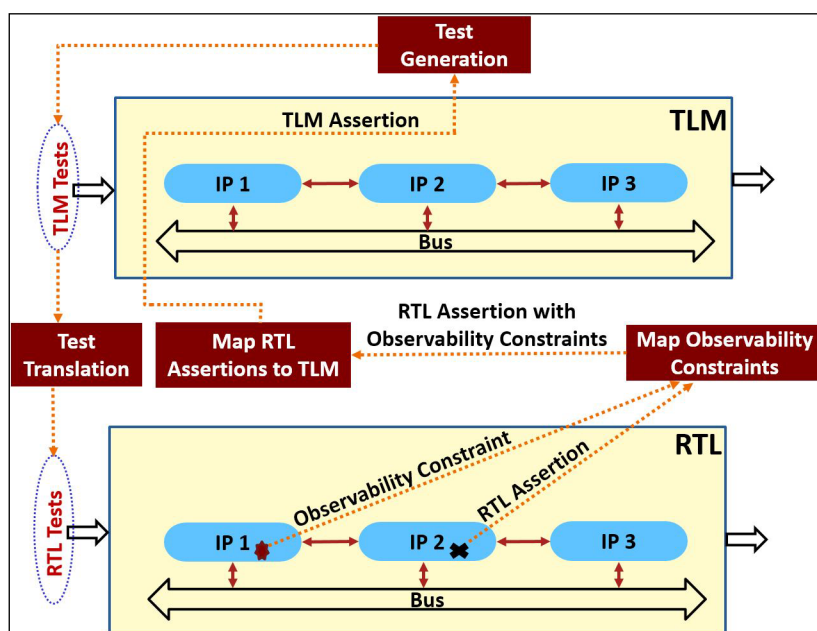 Test
Generation
TLM Assertion
TLM
TLM Tests
IP 1
IP 2
IP 3
Bus
RTL Assertion with
Observability Constraints
Test
Translation
Map RTL
Assertions to TLM
Map Observability
Constraints
RTL
Observability Constraint
RTL Assertion
RTL Tests
IP 1
IP 2
IP 3
Bus